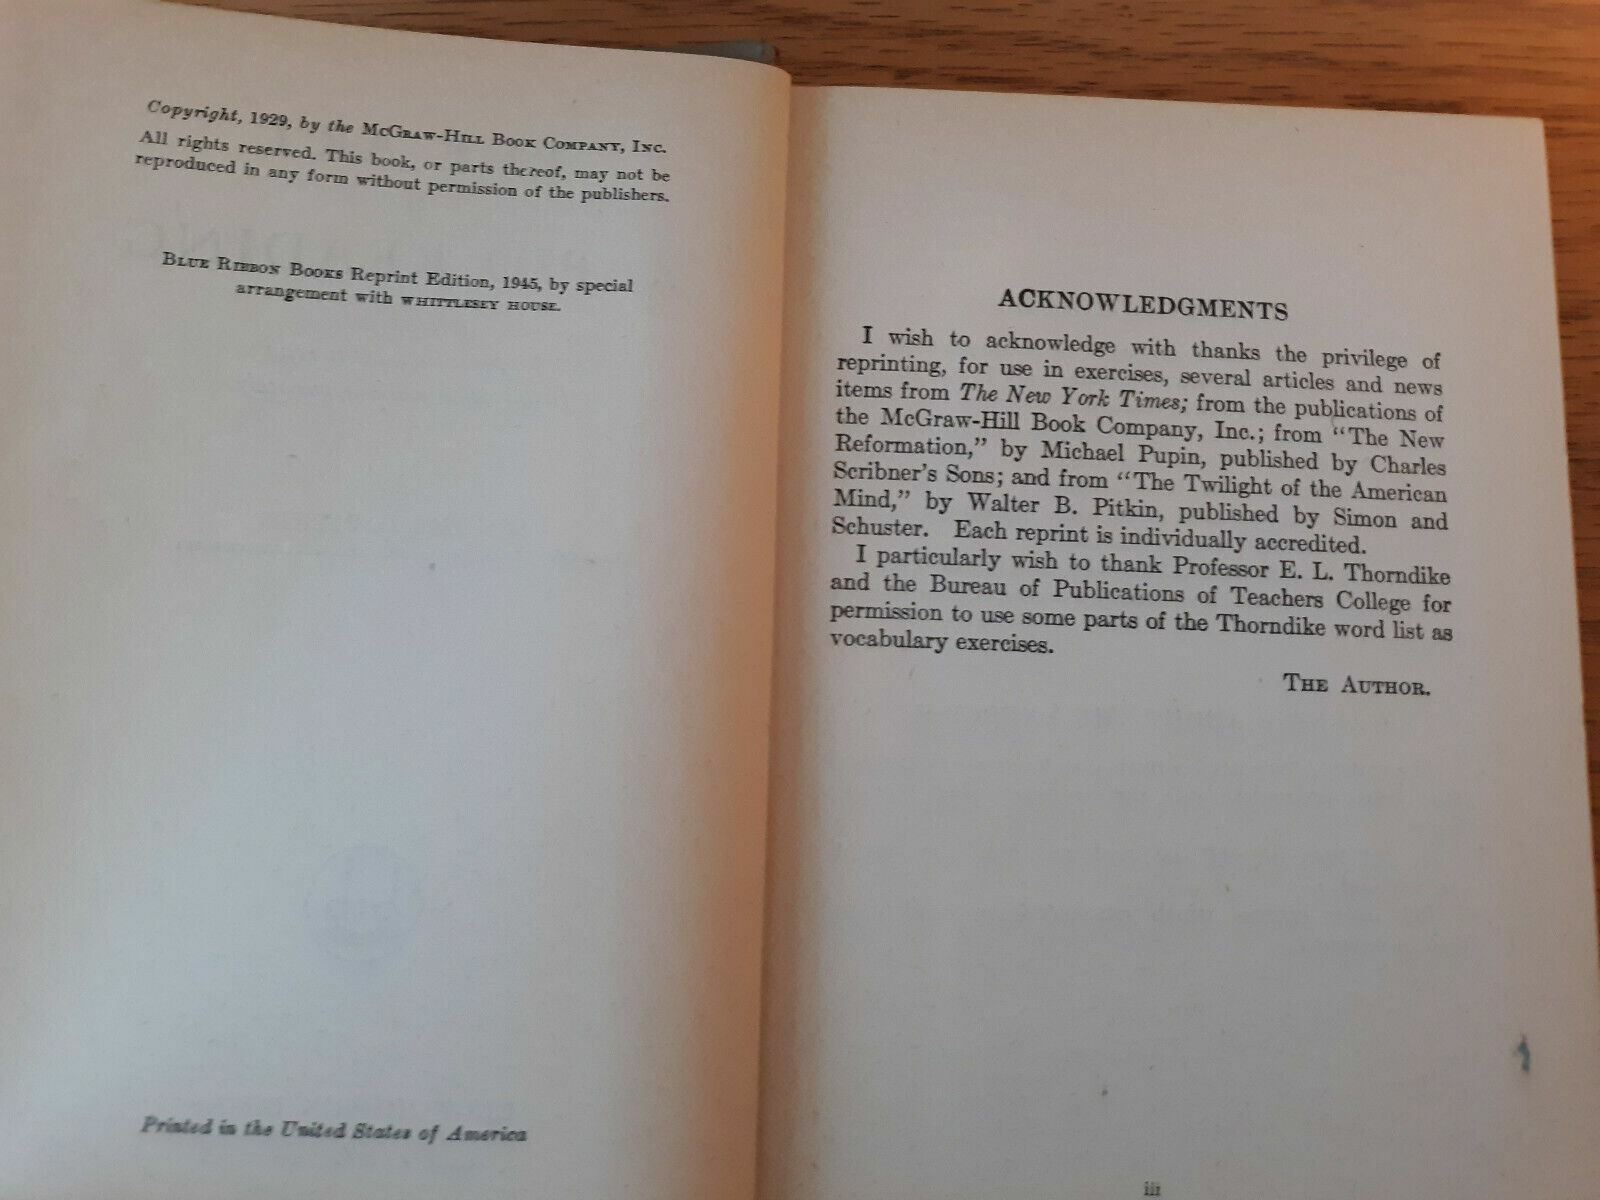 Copyright, 1929, by the McGraw-Hill Book Company, Inc.
All rights reserved. This book, or parts thereof, may not be
reproduced in any form without permission of the publishers.
Blue Ribbon Books Reprint Edition, 1945, by special
arrangement with WHITTLESEY HOUSE.
Printed in the United States of America
ACKNOWLEDGMENTS
I wish to acknowledge with thanks the privilege of
reprinting, for use in exercises, several articles and news
items from The New York Times; from the publications of
the McGraw-Hill Book Company, Inc.; from "The New
Reformation," by Michael Pupin, published by Charles
Scribner's Sons; and from "The Twilight of the American
Mind," by Walter B. Pitkin, published by Simon and
Schuster. Each reprint is individually accredited.
I particularly wish to thank Professor E. L. Thorndike
and the Bureau of Publications of Teachers College for
permission to use some parts of the Thorndike word list as
vocabulary exercises.
The Author.
iii